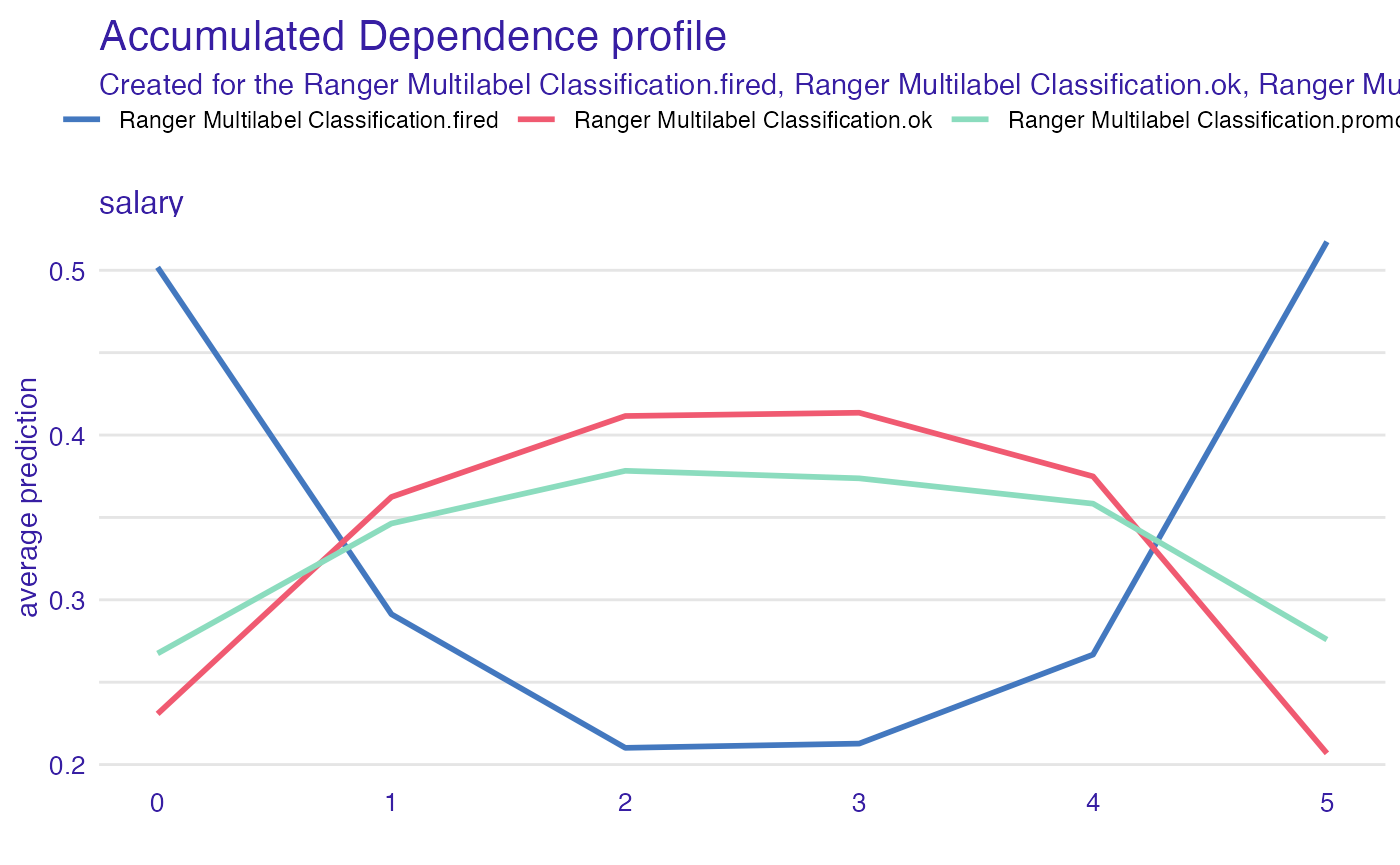 Accumulated Dependence profile
Created for the Ranger Multilabel Classification.fired, Ranger Multilabel Classification.ok, Ranger Mu
Ranger Multilabel Classification.fired Ranger Multilabel Classification.ok Ranger Multilabel Classification.promo
salary
0.5
0.4
0.3
0.2
average prediction
0 1 2 3 4 5